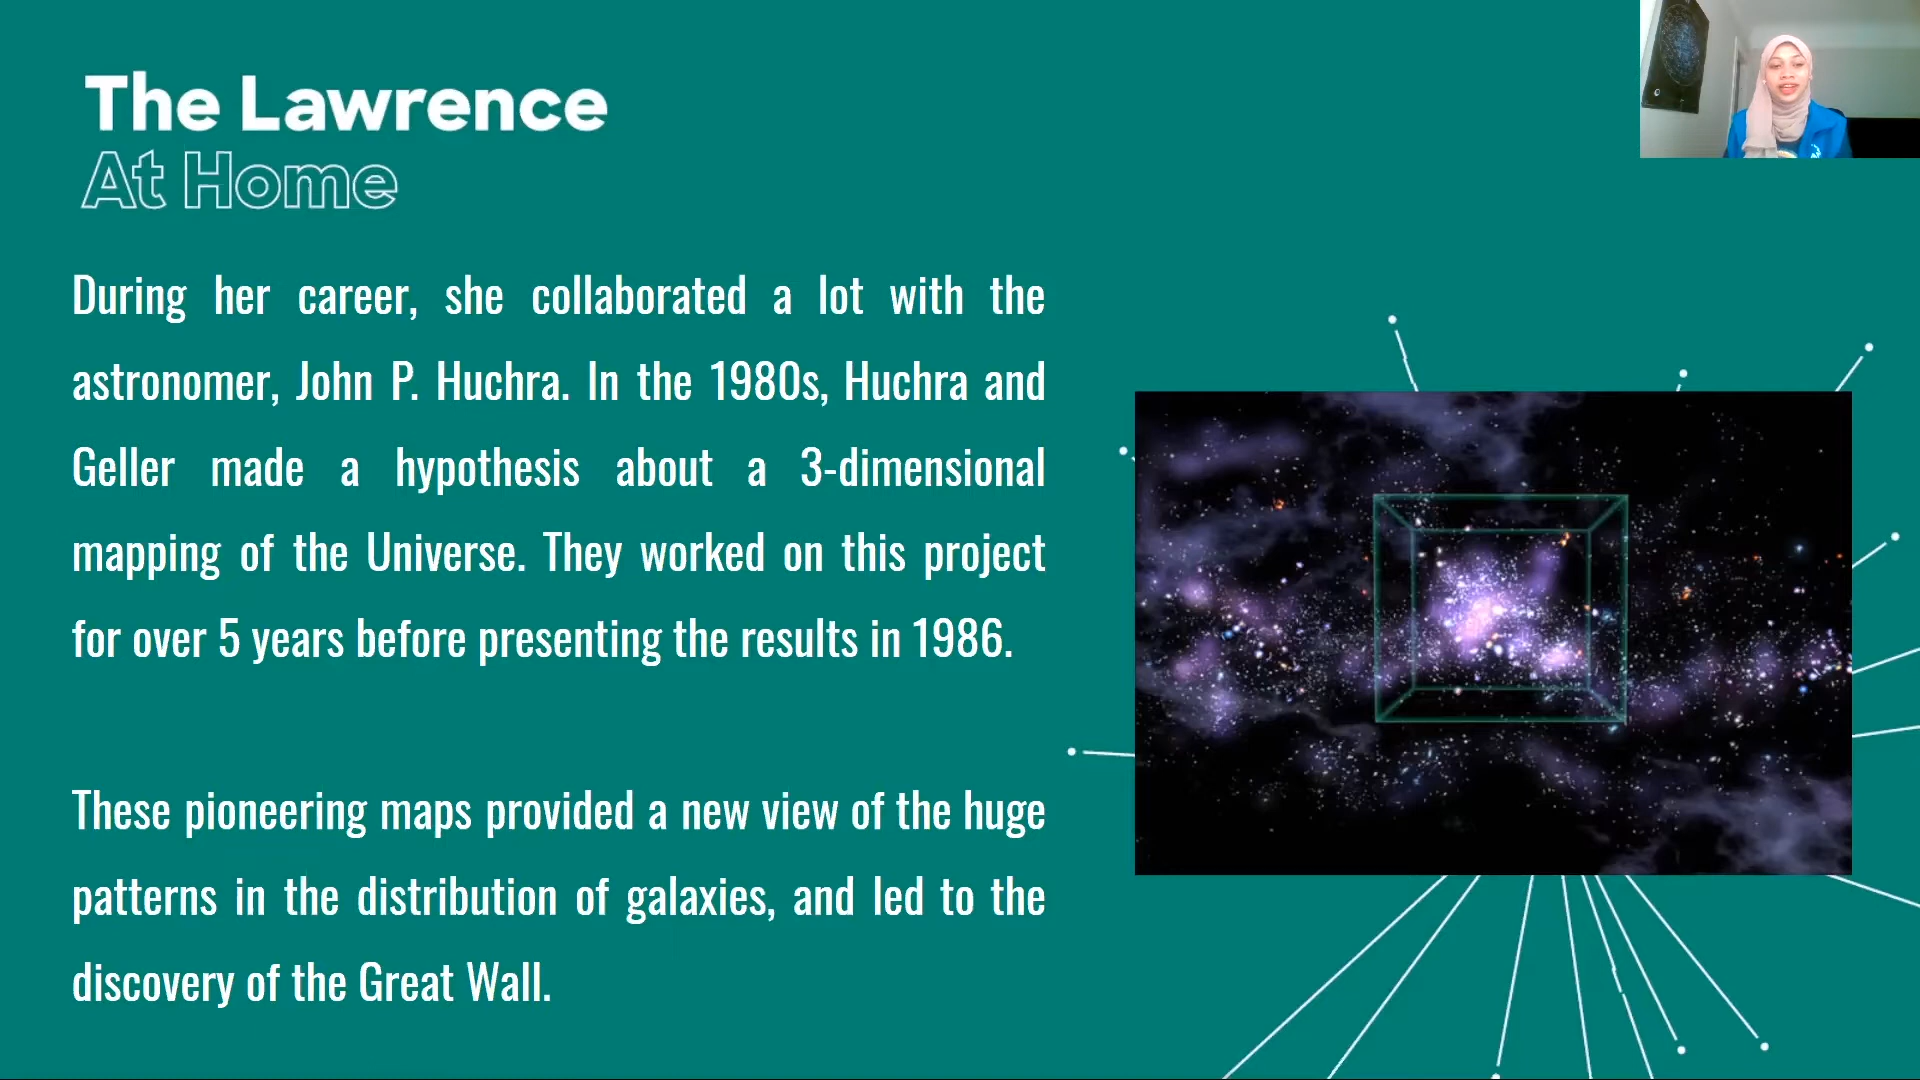 The Lawrence
At Home
During her career, she collaborated a lot with the
astronomer, John P. Huchra. In the 1980s, Huchra and
Geller made a hypothesis about a 3-dimensional
mapping of the Universe. They worked on this project
for over 5 years before presenting the results in 1986.
These pioneering maps provided a new view of the huge
patterns in the distribution of galaxies, and led to the
discovery of the Great Wall.